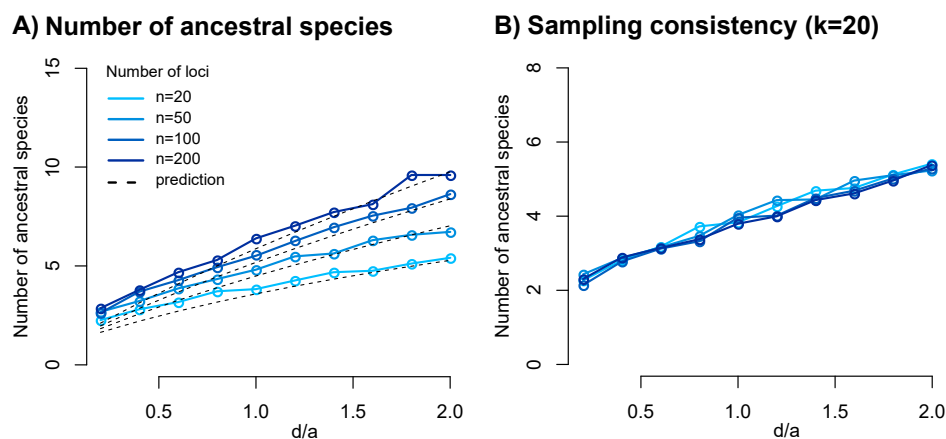 A) Number of ancestral species
Number of ancestral species
15
10
5
0
Number of loci
n=20
n=50
n=100
n=200
prediction
0.5
1.0
1.5
2.0
d/a
B) Sampling consistency (k=20)
Number of ancestral species
8
6
4
2
0
0.5
1.0
1.5
2.0
d/a